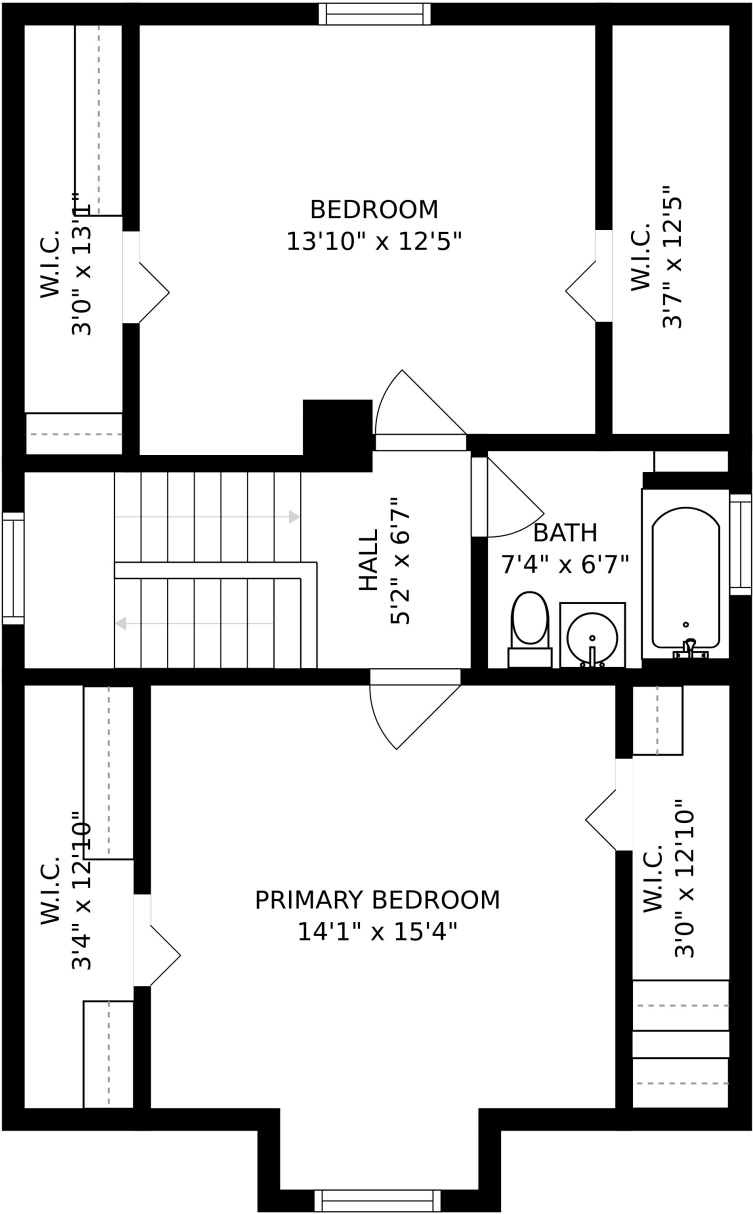 BEDROOM
13'10" x 12'5"
W.I.C.
3'0" x 13'1"
W.I.C.
3'7" x 12'5"
HALL
5'2" x 6'7"
BATH
7'4" x 6'7"
PRIMARY BEDROOM
14'1" x 15'4"
W.I.C.
3'4" x 12'10"
W.I.C.
3'0" x 12'10"